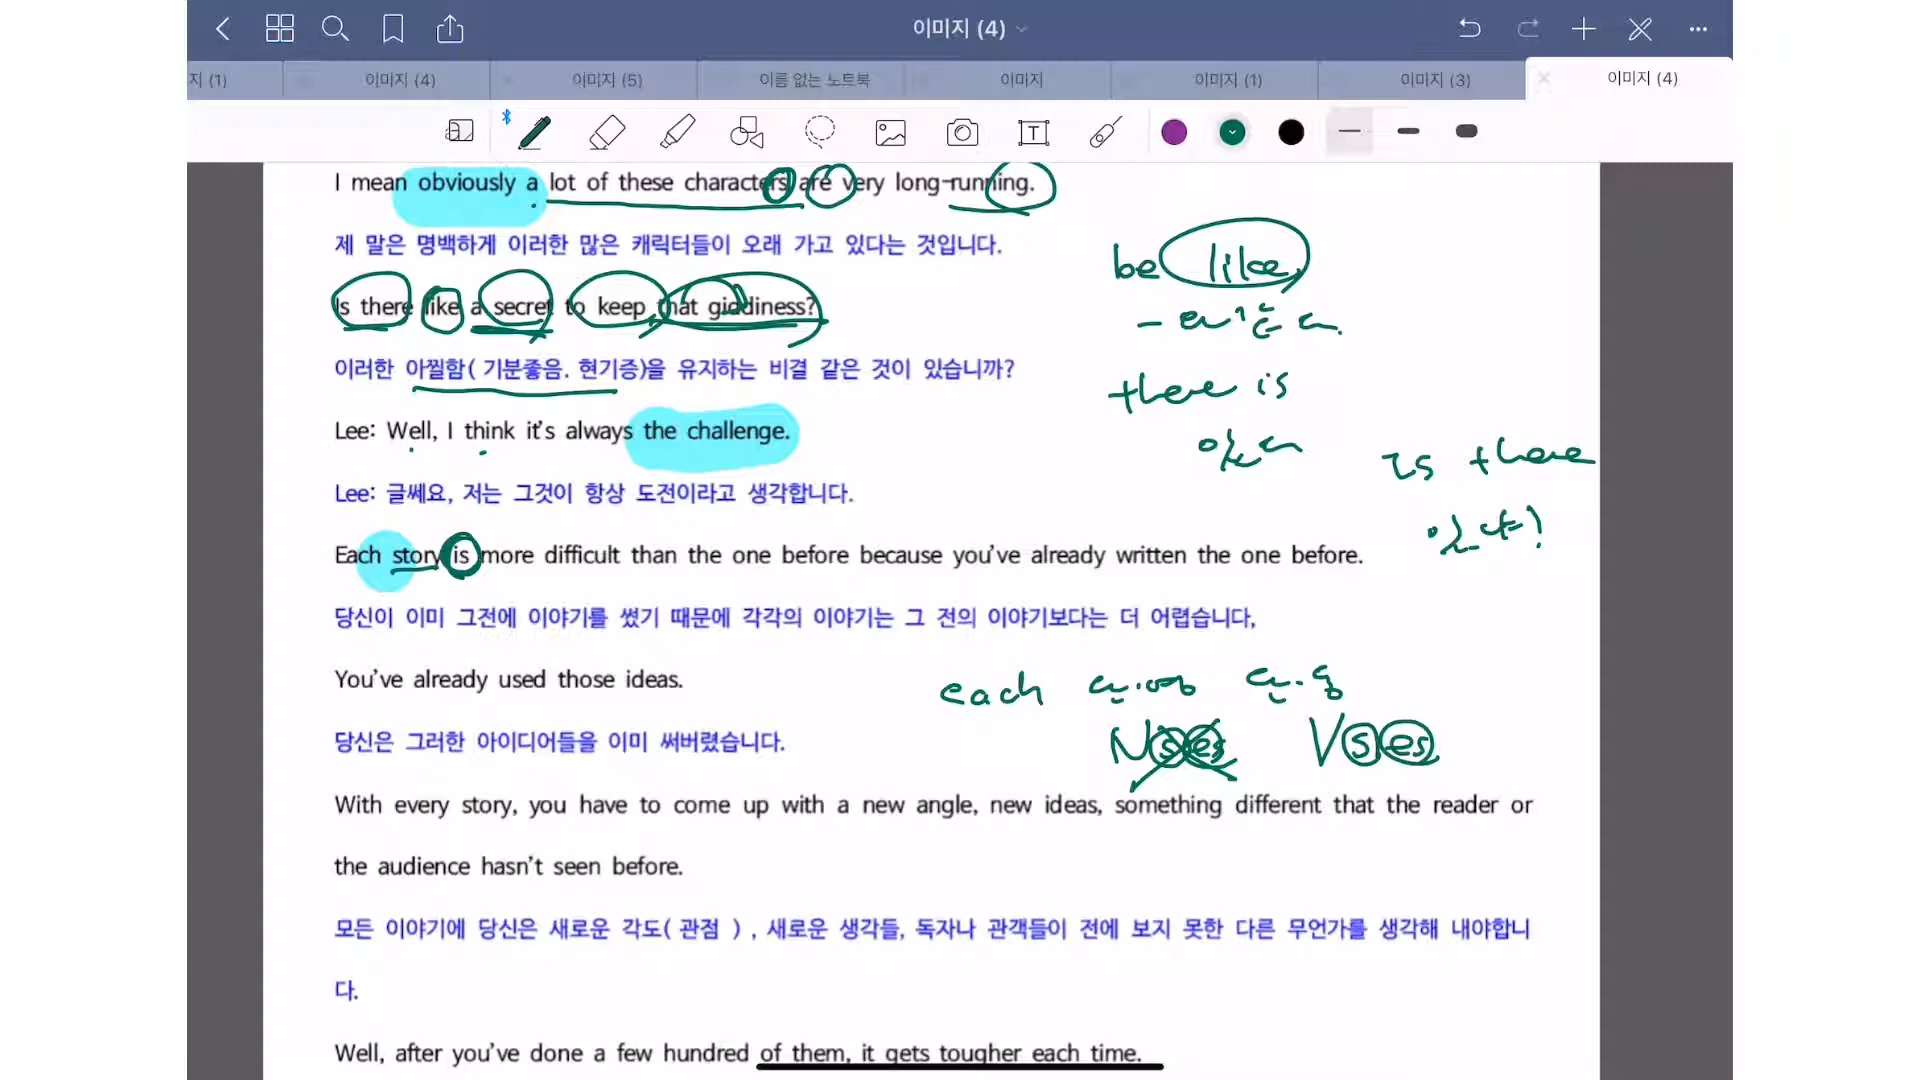 이미지 (4)
지 (1)
이미지 (4)
이미지 (5)
이름 없는 노트북
이미지
이미지 (1)
이미지 (3)
이미지 (4)
I mean obviously a lot of these characters are very long-running.
제 말은 명백하게 이러한 많은 캐릭터들이 오래 가고 있다는 것입니다.
be like
Is there like a secret to keep that giddiness?
이러한 아찔함( 기분좋음. 현기증)을 유지하는 비결 같은 것이 있습니까?
there is
Lee: Well, I think it's always the challenge.
is there
Lee: 글쎄요, 저는 그것이 항상 도전이라고 생각합니다.
있냐?
Each story is more difficult than the one before because you've already written the one before.
당신이 이미 그전에 이야기를 썼기 때문에 각각의 이야기는 그 전의 이야기보다는 더 어렵습니다,
You've already used those ideas.
each
당신은 그러한 아이디어들을 이미 써버렸습니다.
N s es V s es
With every story, you have to come up with a new angle, new ideas, something different that the reader or
the audience hasn't seen before.
모든 이야기에 당신은 새로운 각도( 관점 ) , 새로운 생각들, 독자나 관객들이 전에 보지 못한 다른 무언가를 생각해 내야합니
다.
Well, after you've done a few hundred of them, it gets tougher each time.